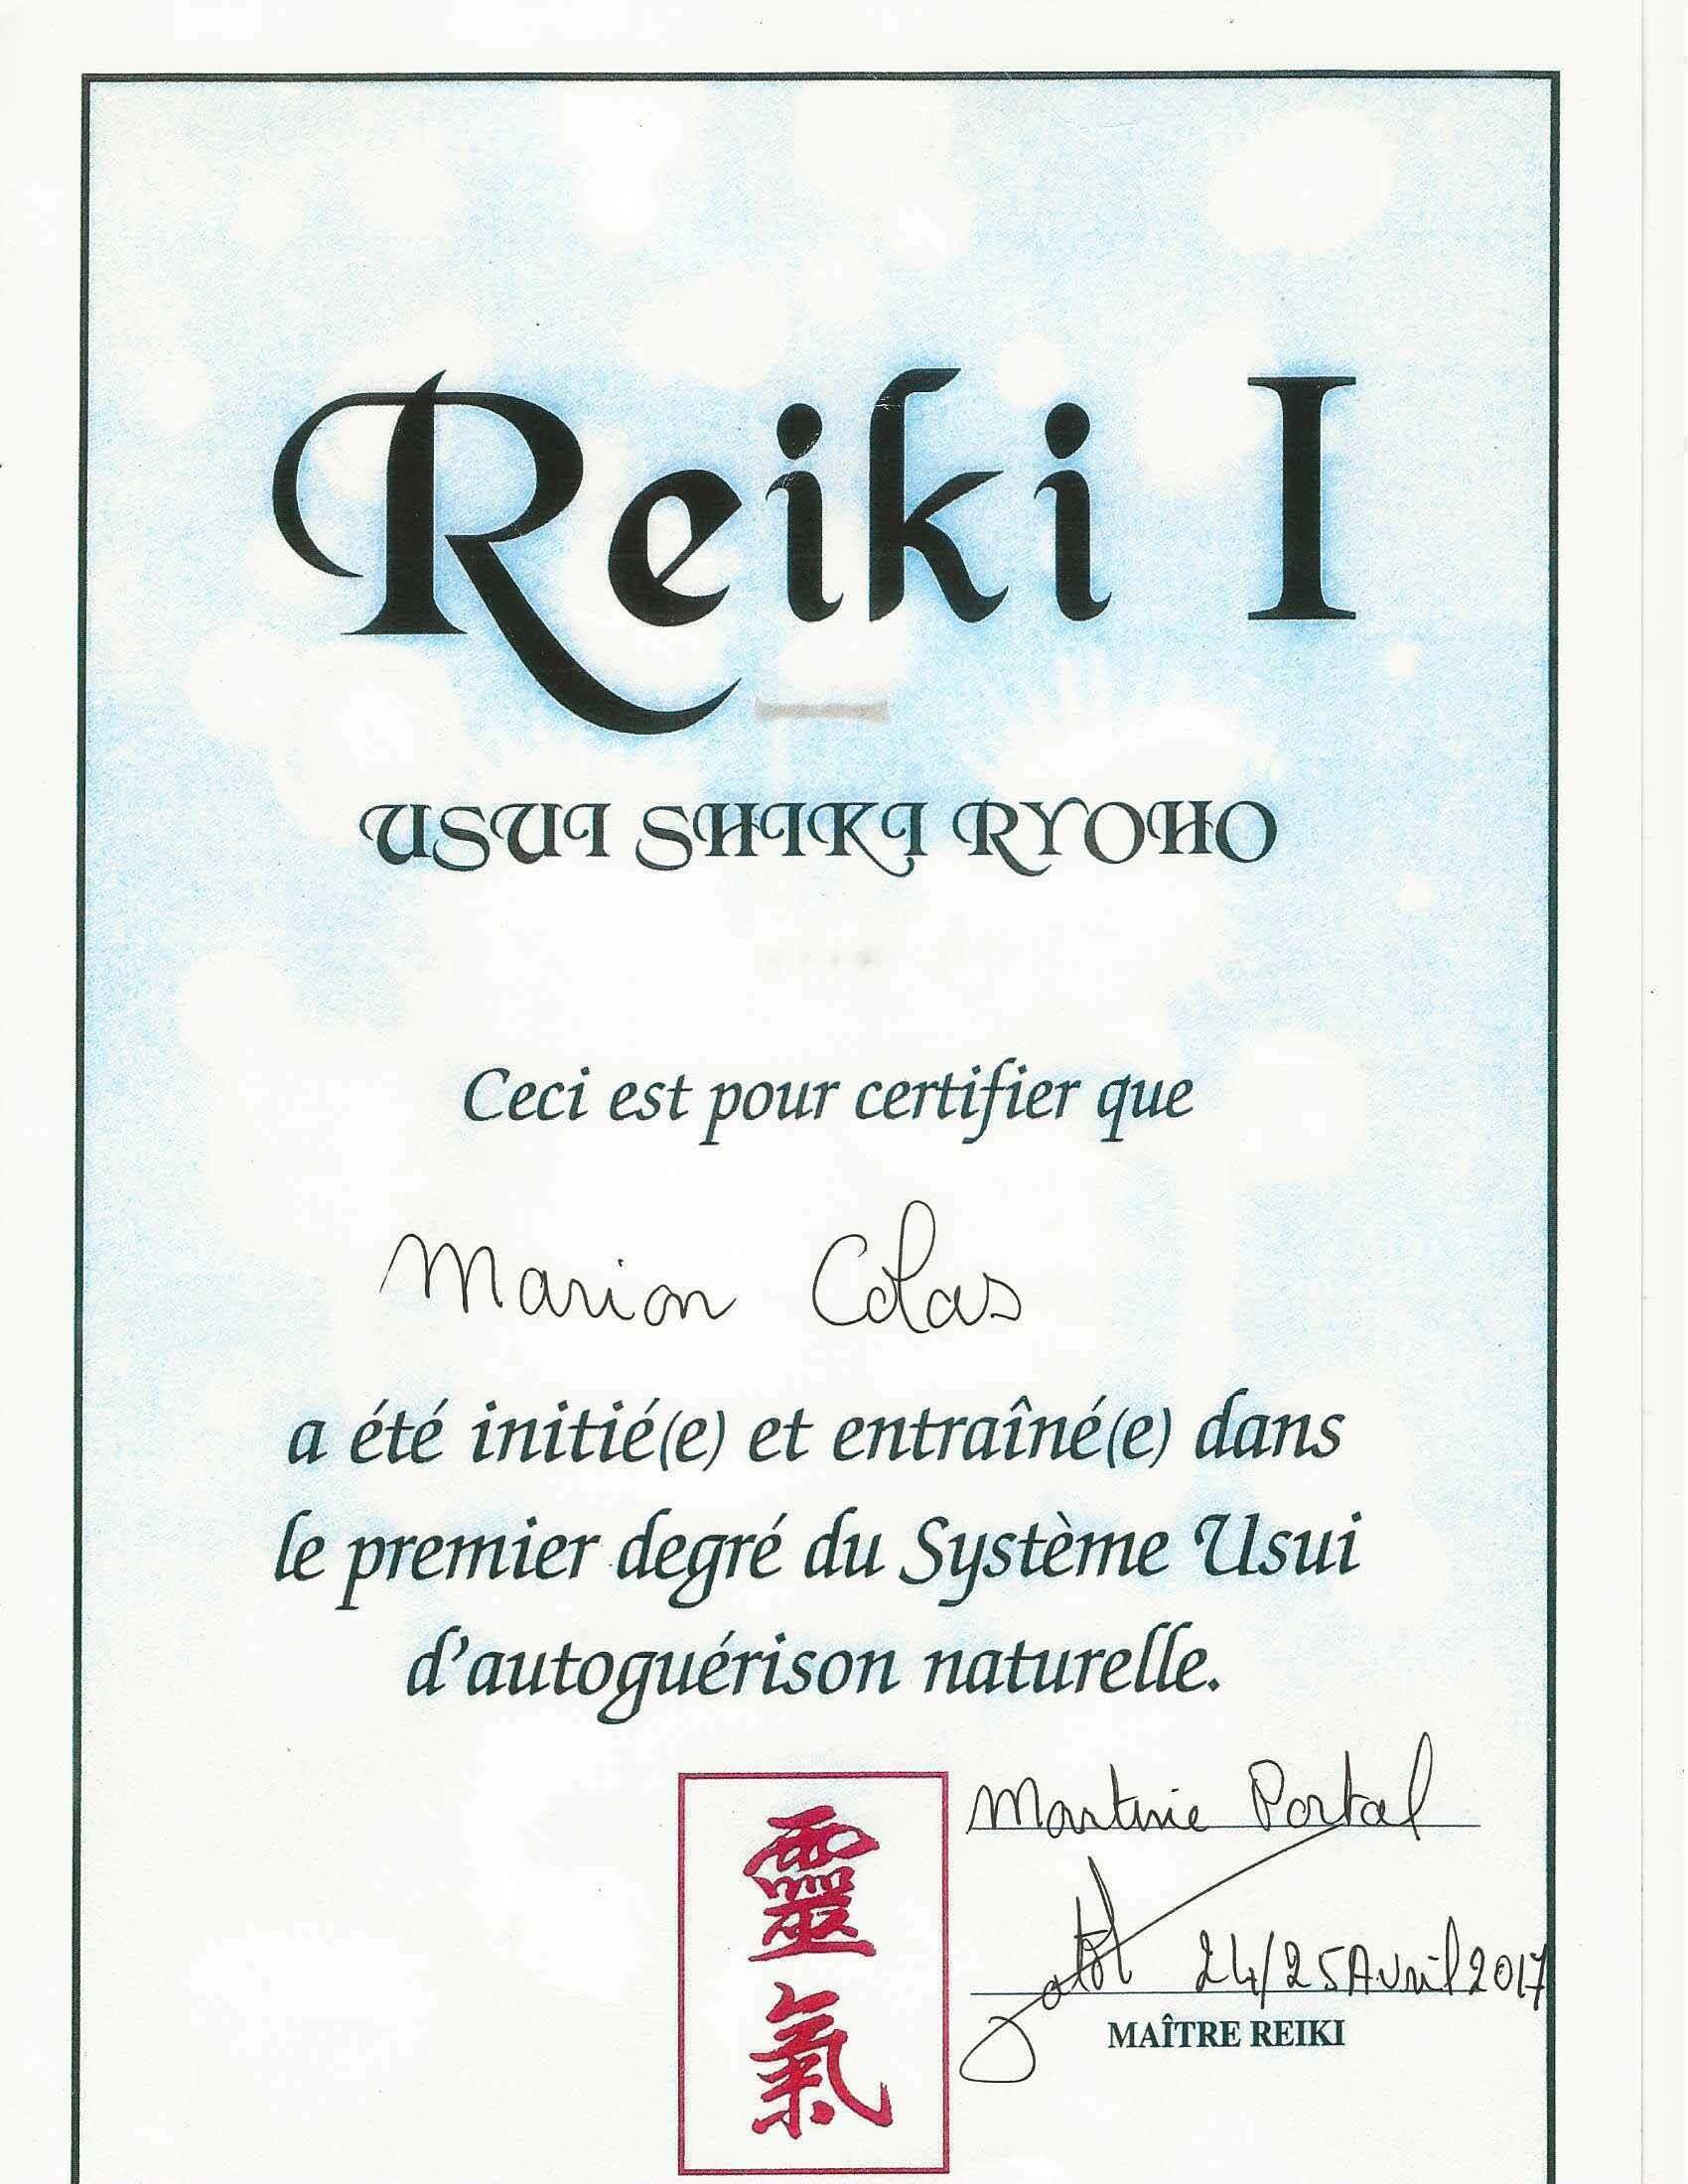 Reiki I
USUI SHIKI RYOHO
Ceci est pour certifier que
Marion Colas
a été initié(e) et entraîné(e) dans
le premier degré du Système Usui
d'autoguérison naturelle.
靈
氣
Martine Portal
24/25 Avril 2017
MAÎTRE REIKI